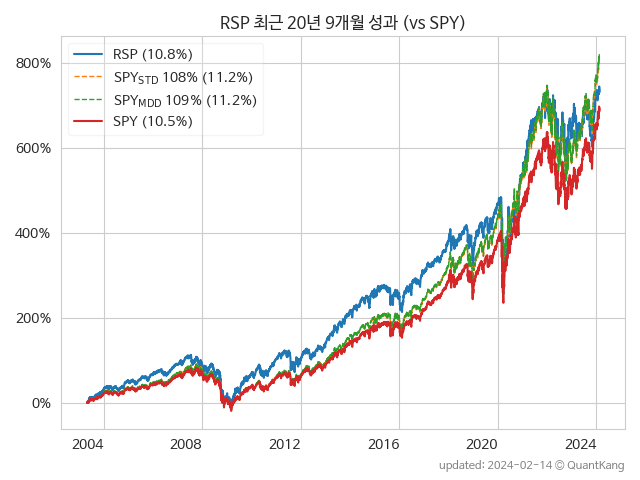 RSP 최근 20년 9개월 성과 (vs SPY)
RSP (10.8%)
SPY_STD 108% (11.2%)
SPY_MDD 109% (11.2%)
SPY (10.5%)
800%
600%
400%
200%
0%
2004 2008 2012 2016 2020 2024
updated: 2024-02-14 © QuantKang